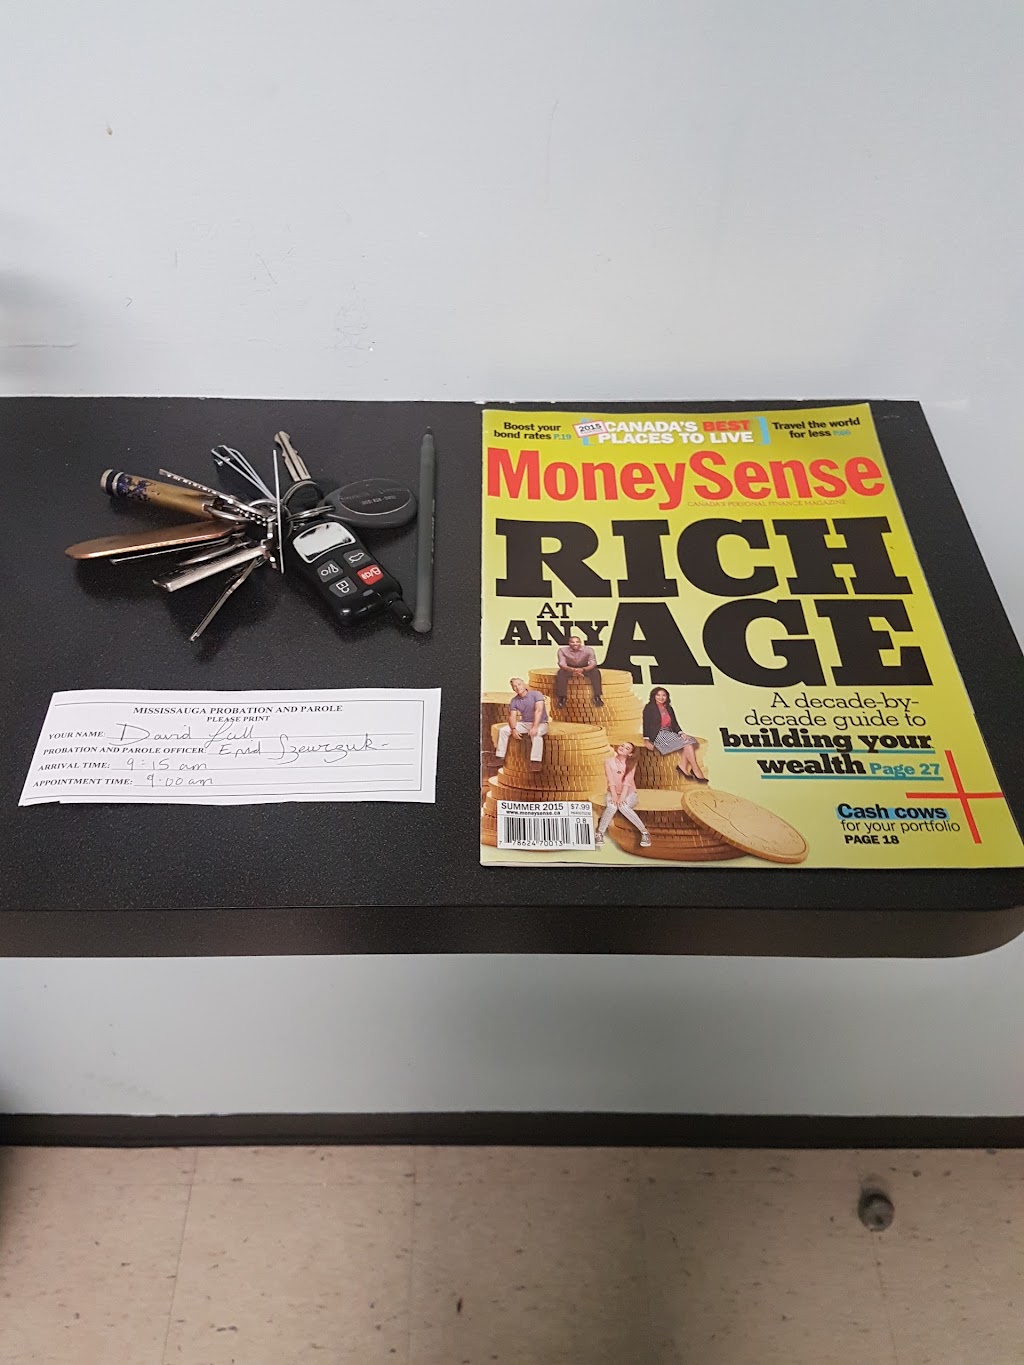 MISSISSAUGA PROBATION AND PAROLE
PLEASE PRINT
YOUR NAME: David
PROBATION AND PAROLE OFFICER:
ARRIVAL TIME: 9:15 am
APPOINTMENT TIME: 9:00 am
Boost your
bond rates P.19
2015 CANADA'S BEST
PLACES TO LIVE
Travel the world
for less P.66
MoneySense
CANADA'S PERSONAL FINANCE MAGAZINE
RICH
AT
ANY AGE
A decade-by-
decade guide to
building your
wealth Page 27
Cash cows
for your portfolio
PAGE 18
SUMMER 2015 $7.99
www.moneysense.ca
08